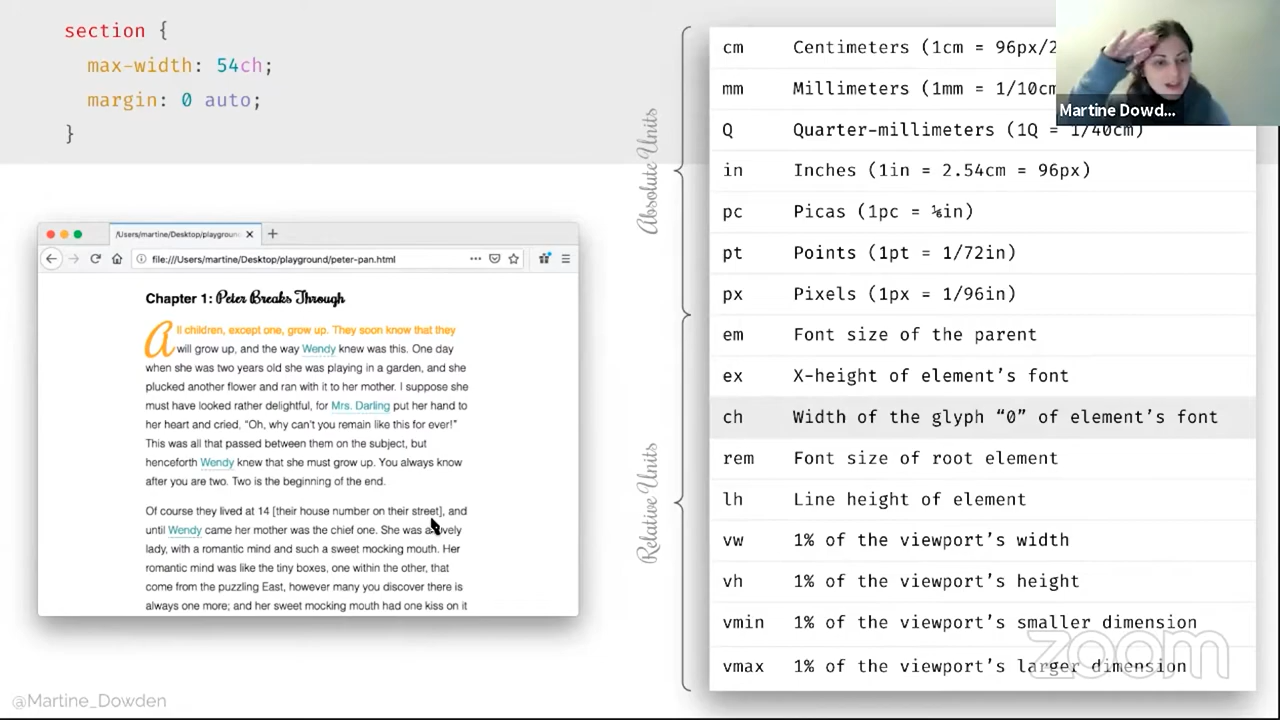 section {
max-width: 54ch;
margin: 0 auto;
}
/Users/martine/Desktop/playground
file:///Users/martine/Desktop/playground/peter-pan.html
Chapter 1: Peter Breaks Through
All children, except one, grow up. They soon know that they
will grow up, and the way Wendy knew was this. One day
when she was two years old she was playing in a garden, and she
plucked another flower and ran with it to her mother. I suppose she
must have looked rather delightful, for Mrs. Darling put her hand to
her heart and cried, “Oh, why can’t you remain like this for ever!”
This was all that passed between them on the subject, but
henceforth Wendy knew that she must grow up. You always know
after you are two. Two is the beginning of the end.
Of course they lived at 14 [their house number on their street], and
until Wendy came her mother was the chief one. She was a lovely
lady, with a romantic mind and such a sweet mocking mouth. Her
romantic mind was like the tiny boxes, one within the other, that
come from the puzzling East, however many you discover there is
always one more; and her sweet mocking mouth had one kiss on it
@Martine_Dowden
Absolute Units
Relative Units
cm Centimeters (1cm = 96px/2
mm Millimeters (1mm = 1/10cm
Q Quarter-millimeters (1Q = 1/40cm)
in Inches (1in = 2.54cm = 96px)
pc Picas (1pc = ⅙in)
pt Points (1pt = 1/72in)
px Pixels (1px = 1/96in)
em Font size of the parent
ex X-height of element’s font
ch Width of the glyph “0” of element’s font
rem Font size of root element
lh Line height of element
vw 1% of the viewport’s width
vh 1% of the viewport’s height
vmin 1% of the viewport’s smaller dimension
vmax 1% of the viewport’s larger dimension
Martine Dowd...
zoom